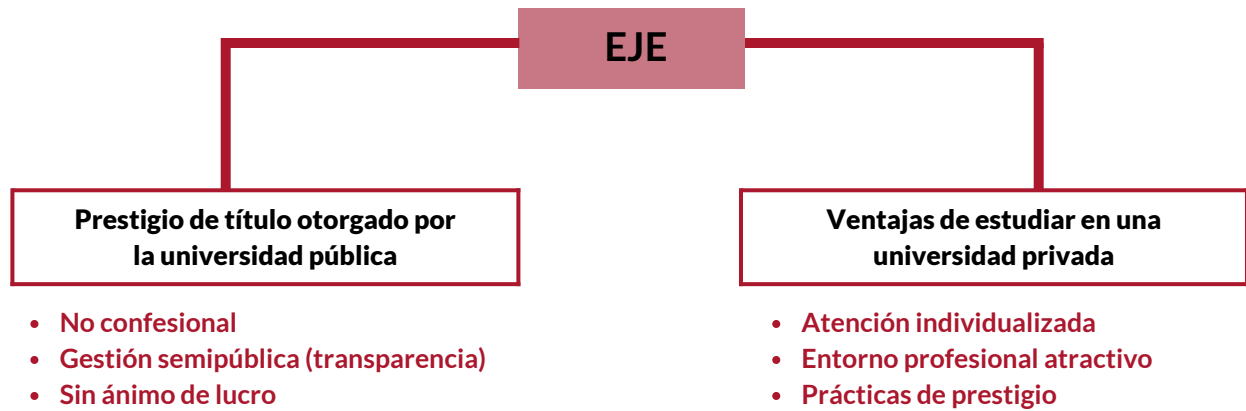 EJE
Prestigio de título otorgado por
la universidad pública
• No confesional
• Gestión semipública (transparencia)
• Sin ánimo de lucro
Ventajas de estudiar en una
universidad privada
• Atención individualizada
• Entorno profesional atractivo
• Prácticas de prestigio